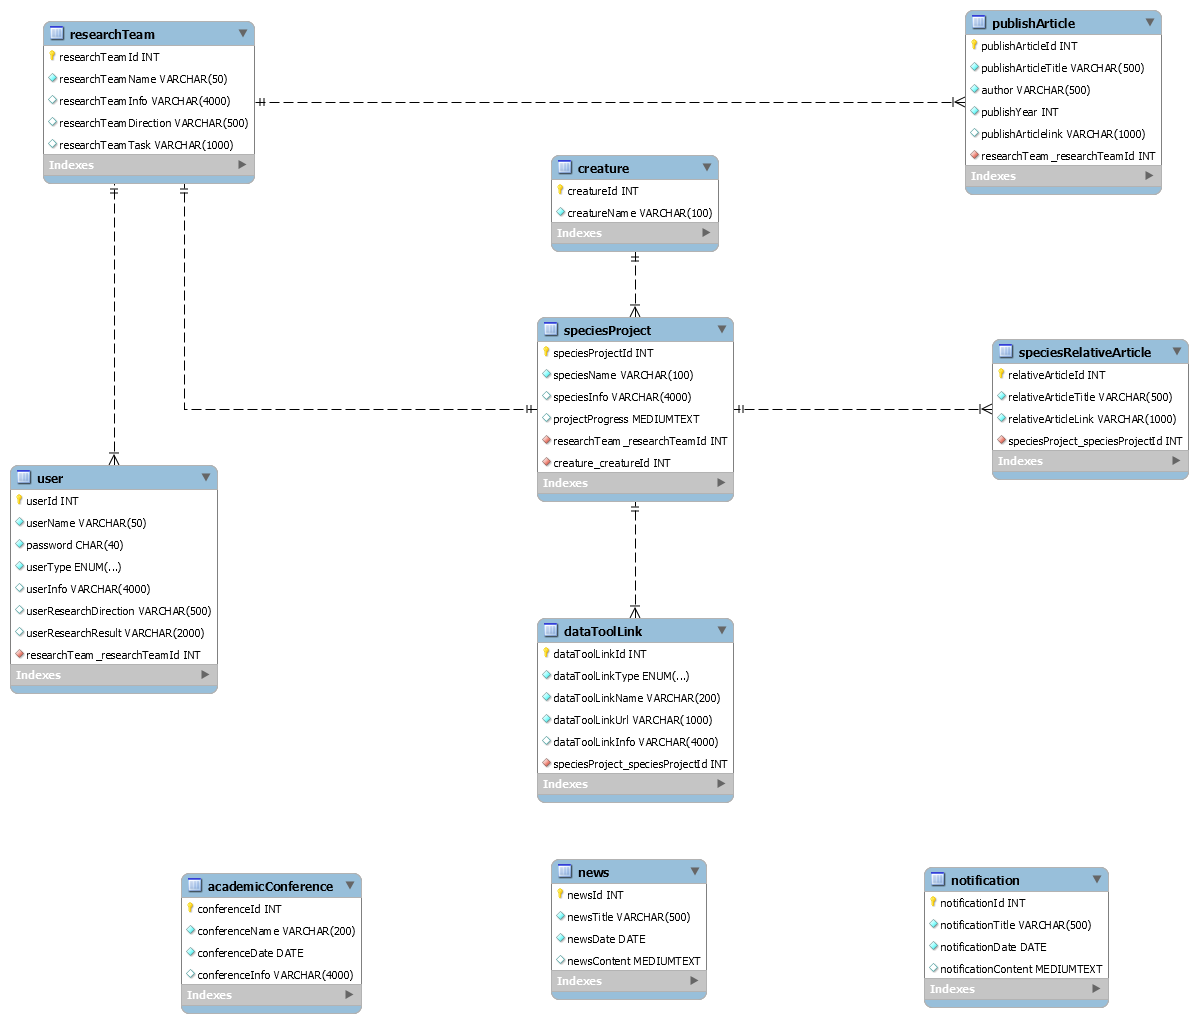 researchTeam
researchTeamId INT
researchTeamName VARCHAR(50)
researchTeamInfo VARCHAR(4000)
researchTeamDirection VARCHAR(500)
researchTeamTask VARCHAR(1000)
Indexes
publishArticle
publishArticleId INT
publishArticleTitle VARCHAR(500)
author VARCHAR(500)
publishYear INT
publishArticlelink VARCHAR(1000)
researchTeam_researchTeamId INT
Indexes
creature
creatureId INT
creatureName VARCHAR(100)
Indexes
speciesProject
speciesProjectId INT
speciesName VARCHAR(100)
speciesInfo VARCHAR(4000)
projectProgress MEDIUMTEXT
researchTeam_researchTeamId INT
creature_creatureId INT
Indexes
speciesRelativeArticle
relativeArticleId INT
relativeArticleTitle VARCHAR(500)
relativeArticleLink VARCHAR(1000)
speciesProject_speciesProjectId INT
Indexes
user
userId INT
userName VARCHAR(50)
password CHAR(40)
userType ENUM(...)
userInfo VARCHAR(4000)
userResearchDirection VARCHAR(500)
userResearchResult VARCHAR(2000)
researchTeam_researchTeamId INT
Indexes
dataToolLink
dataToolLinkId INT
dataToolLinkType ENUM(...)
dataToolLinkName VARCHAR(200)
dataToolLinkUrl VARCHAR(1000)
dataToolLinkInfo VARCHAR(4000)
speciesProject_speciesProjectId INT
Indexes
academicConference
conferenceId INT
conferenceName VARCHAR(200)
conferenceDate DATE
conferenceInfo VARCHAR(4000)
Indexes
news
newsId INT
newsTitle VARCHAR(500)
newsDate DATE
newsContent MEDIUMTEXT
Indexes
notification
notificationId INT
notificationTitle VARCHAR(500)
notificationDate DATE
notificationContent MEDIUMTEXT
Indexes